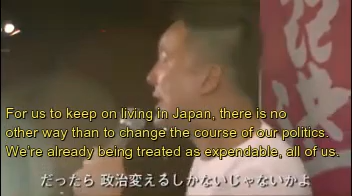 For us to keep on living in Japan, there is no
other way than to change the course of our politics.
We're already being treated as expendable, all of us.
だったら 政治変えるしかないじゃないかよ